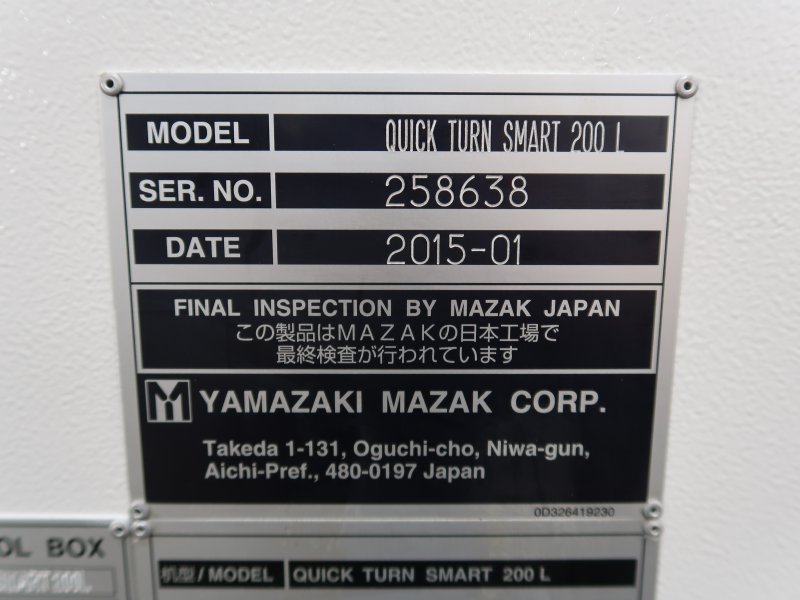 MODEL QUICK TURN SMART 200 L
SER. NO. 258638
DATE 2015-01
FINAL INSPECTION BY MAZAK JAPAN
この製品はMAZAKの日本工場で
最終検査が行われています
YAMAZAKI MAZAK CORP.
Takeda 1-131, Oguchi-cho, Niwa-gun,
Aichi-Pref., 480-0197 Japan
0D326419230
OL BOX
SMART 200L
机型/MODEL QUICK TURN SMART 200 L